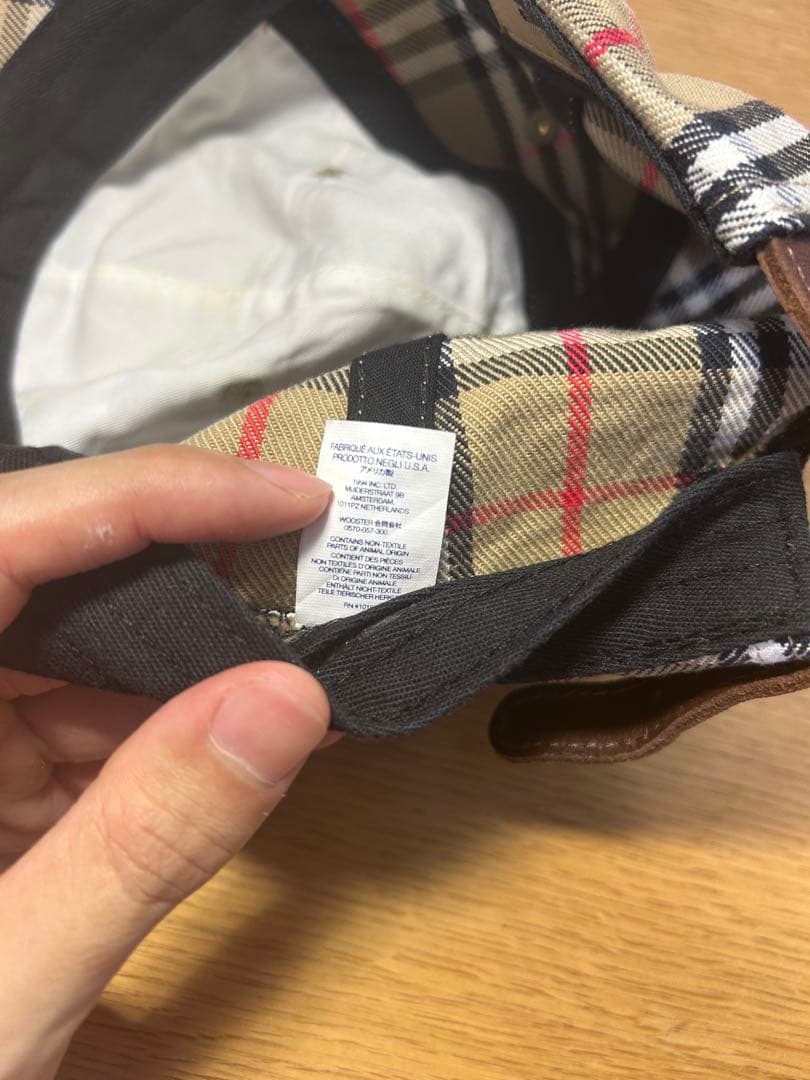 FABRIQUÉ AUX ÉTATS-UNIS
PRODOTTO NEGLI U.S.A.
アメリカ製
INC. LTD.
MUIDERSTRAAT 9B
AMSTERDAM,
1011PZ NETHERLANDS
WOOSTER 合同会社
0570-057-300
CONTAINS NON-TEXTILE
PARTS OF ANIMAL ORIGIN
CONTIENT DES PIÈCES
NON TEXTILES D'ORIGINE ANIMALE
CONTIENE PARTI NON TESSILI
DI ORIGINE ANIMALE
ENTHÄLT NICHT-TEXTILE
TEILE TIERISCHER